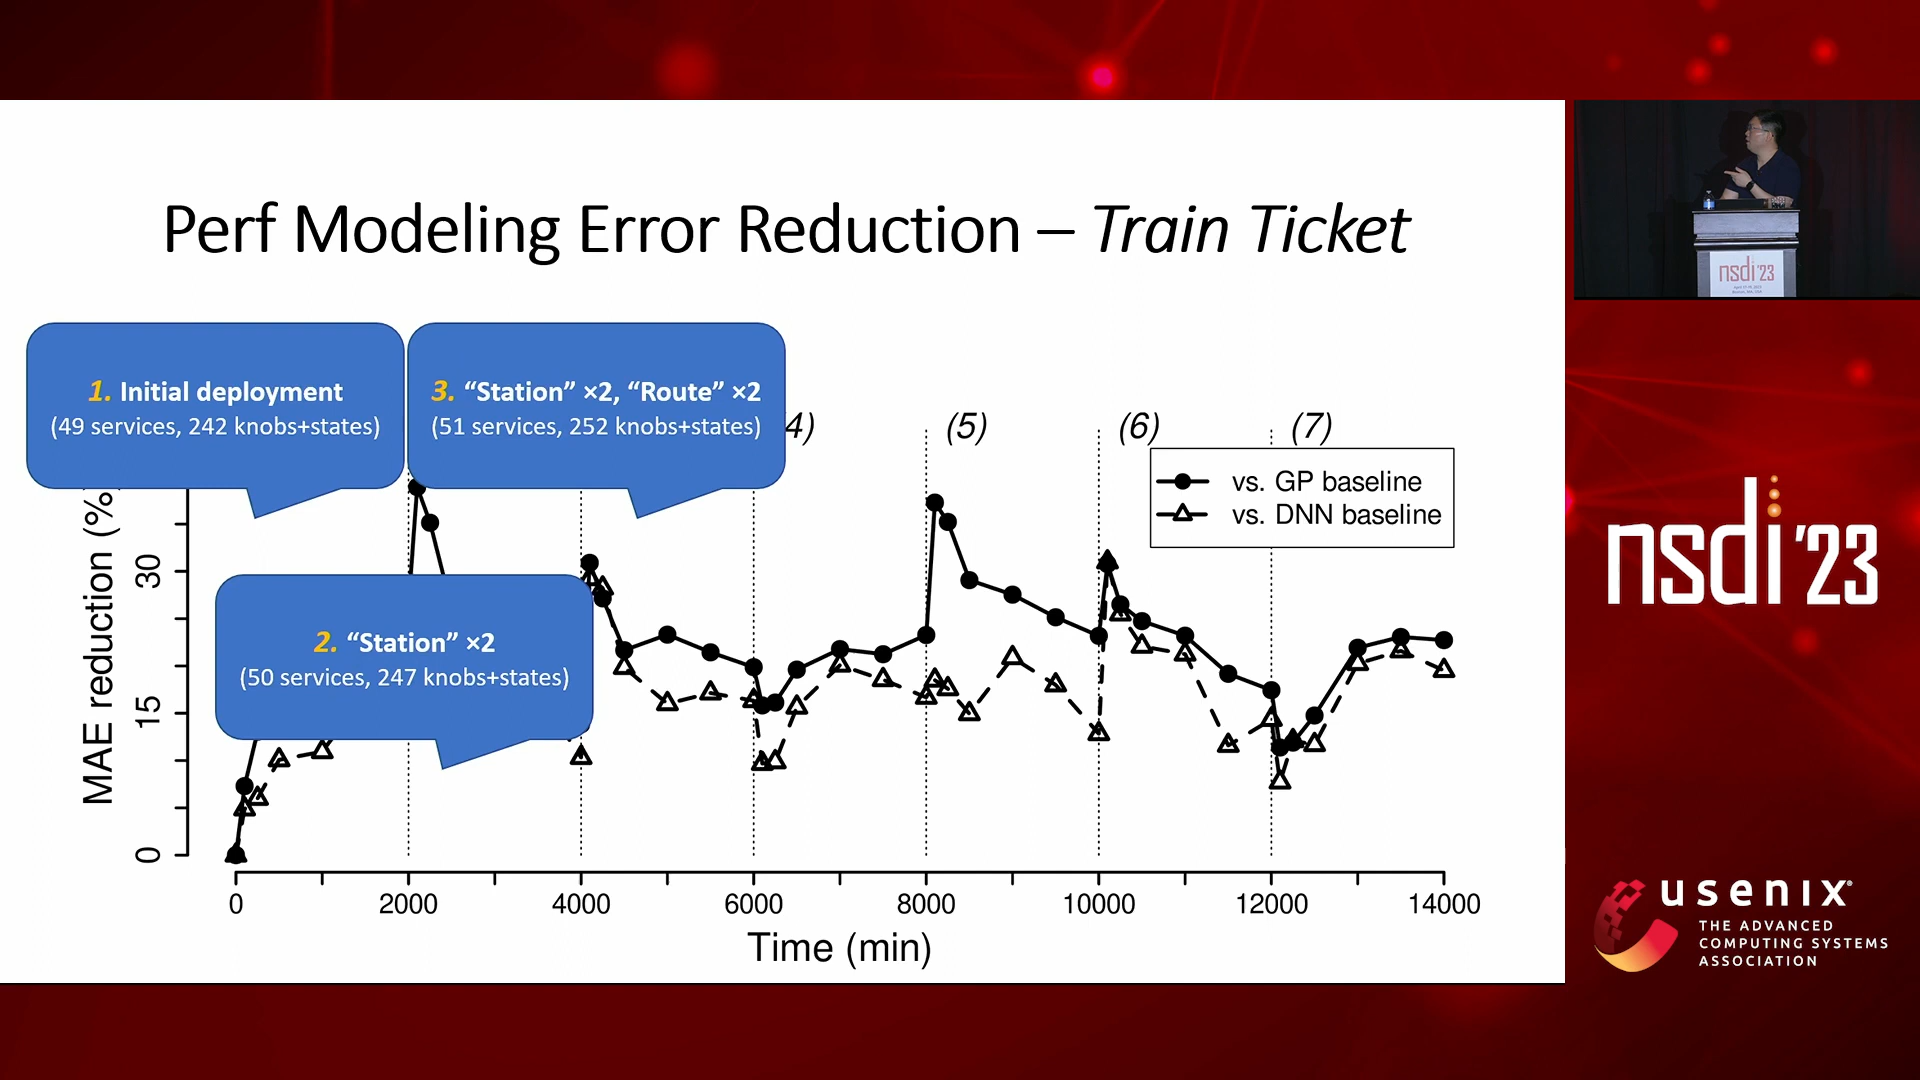 Perf Modeling Error Reduction – Train Ticket
1. Initial deployment
(49 services, 242 knobs+states)
3. “Station” ×2, “Route” ×2
(51 services, 252 knobs+states)
4)
(5)
(6)
(7)
vs. GP baseline
vs. DNN baseline
2. “Station” ×2
(50 services, 247 knobs+states)
MAE reduction (%
30
15
0
0
2000
4000
6000
8000
10000
12000
14000
Time (min)
nsdi'23
nsdi'23
usenix®
THE ADVANCED
COMPUTING SYSTEMS
ASSOCIATION